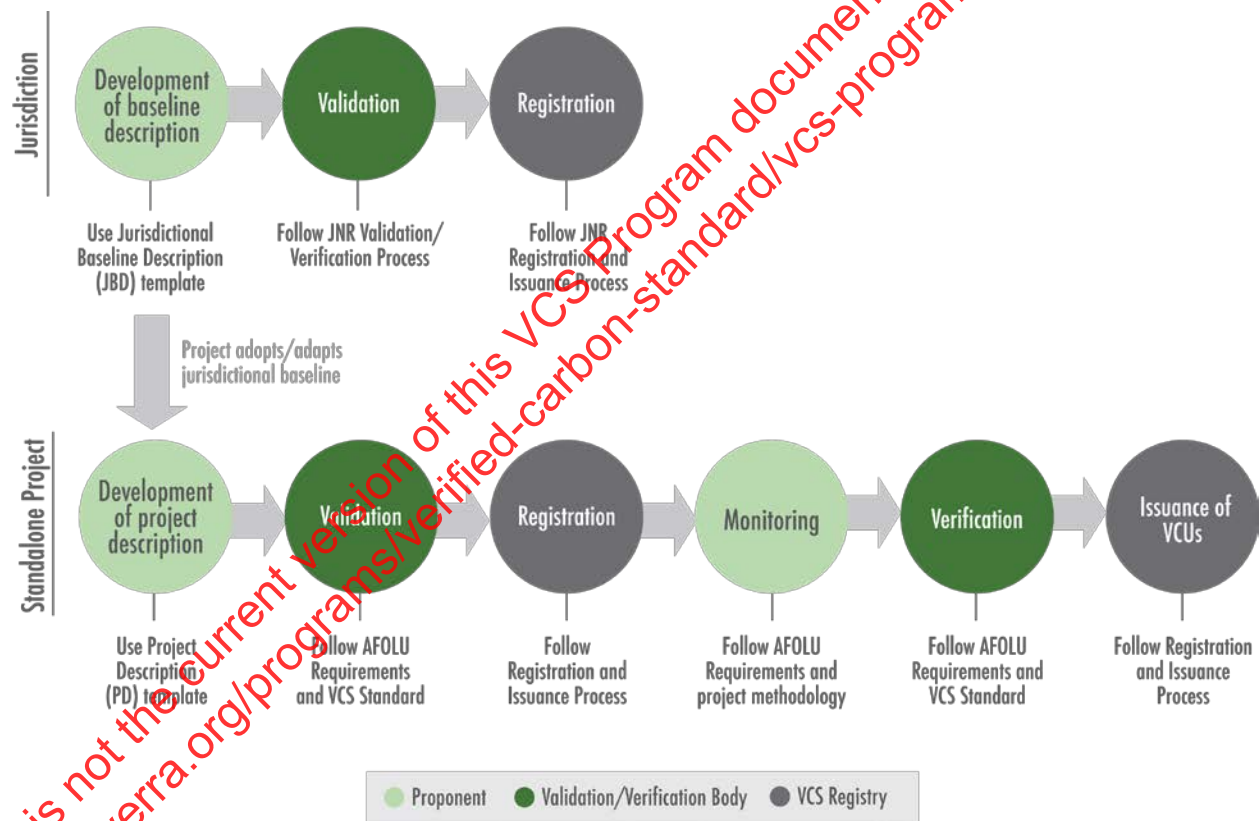 Jurisdiction
Development
of baseline
description
Validation
Registration
Use Jurisdictional
Baseline Description
(JBD) template
Follow JNR Validation/
Verification Process
Follow JNR
Registration and
Issuance Process
Project adopts/adapts
jurisdictional baseline
Standalone Project
Development
of project
description
Validation
Registration
Monitoring
Verification
Issuance of
VCUs
Use Project
Description
(PD) template
Follow AFOLU
Requirements
and VCS Standard
Follow
Registration and
Issuance Process
Follow AFOLU
Requirements and
project methodology
Follow AFOLU
Requirements and
VCS Standard
Follow Registration
and Issuance
Process
Proponent
Validation/Verification Body
VCS Registry
is not the current version of this VCS Program documen
erra.org/programs/verified-carbon-standard/vcs-program